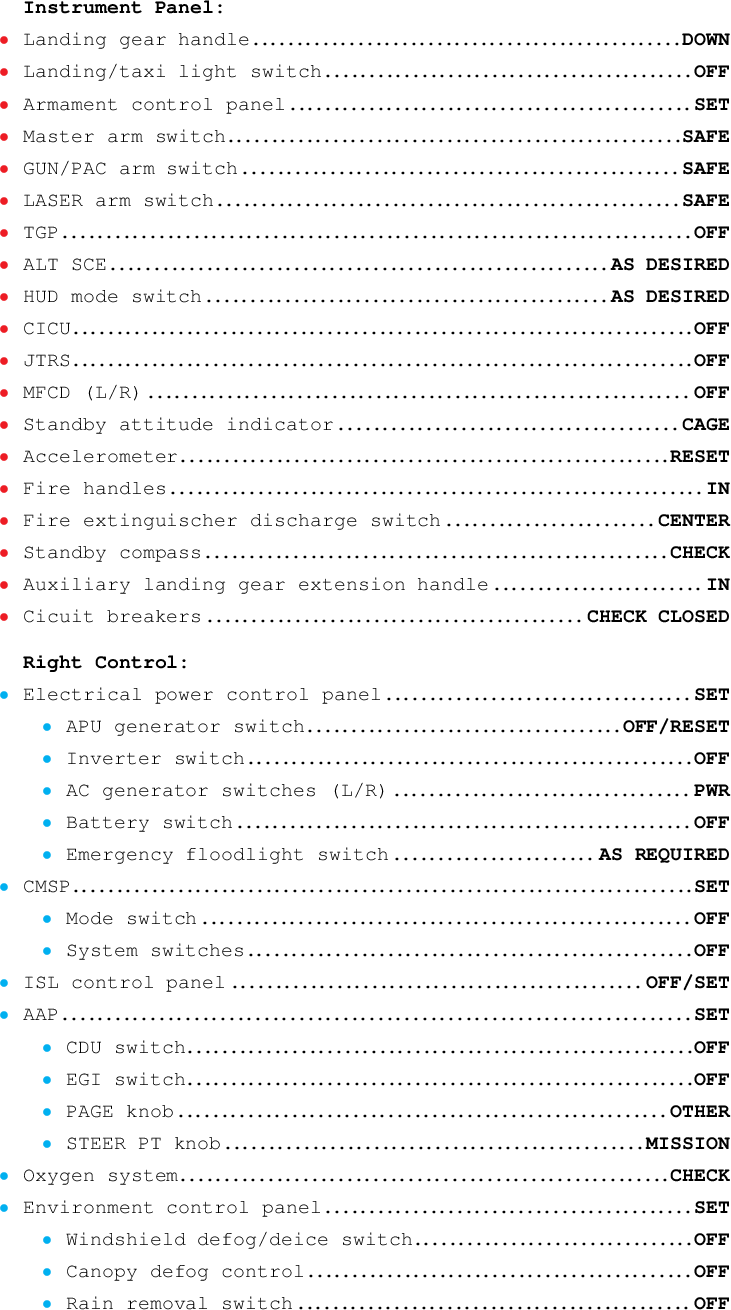 Instrument Panel:
● Landing gear handle................................................DOWN
● Landing/taxi light switch..........................................OFF
● Armament control panel..............................................SET
● Master arm switch...................................................SAFE
● GUN/PAC arm switch..................................................SAFE
● LASER arm switch....................................................SAFE
● TGP.......................................................................OFF
● ALT SCE.........................................................AS DESIRED
● HUD mode switch..............................................AS DESIRED
● CICU......................................................................OFF
● JTRS......................................................................OFF
● MFCD (L/R)..............................................................OFF
● Standby attitude indicator.......................................CAGE
● Accelerometer........................................................RESET
● Fire handles.............................................................IN
● Fire extinguischer discharge switch........................CENTER
● Standby compass.....................................................CHECK
● Auxiliary landing gear extension handle........................IN
● Cicuit breakers...........................................CHECK CLOSED
Right Control:
● Electrical power control panel...................................SET
● APU generator switch....................................OFF/RESET
● Inverter switch...................................................OFF
● AC generator switches (L/R)..................................PWR
● Battery switch....................................................OFF
● Emergency floodlight switch.......................AS REQUIRED
● CMSP.......................................................................SET
● Mode switch........................................................OFF
● System switches...................................................OFF
● ISL control panel...............................................OFF/SET
● AAP........................................................................SET
● CDU switch..........................................................OFF
● EGI switch..........................................................OFF
● PAGE knob........................................................OTHER
● STEER PT knob................................................MISSION
● Oxygen system........................................................CHECK
● Environment control panel..........................................SET
● Windshield defog/deice switch................................OFF
● Canopy defog control............................................OFF
● Rain removal switch.............................................OFF